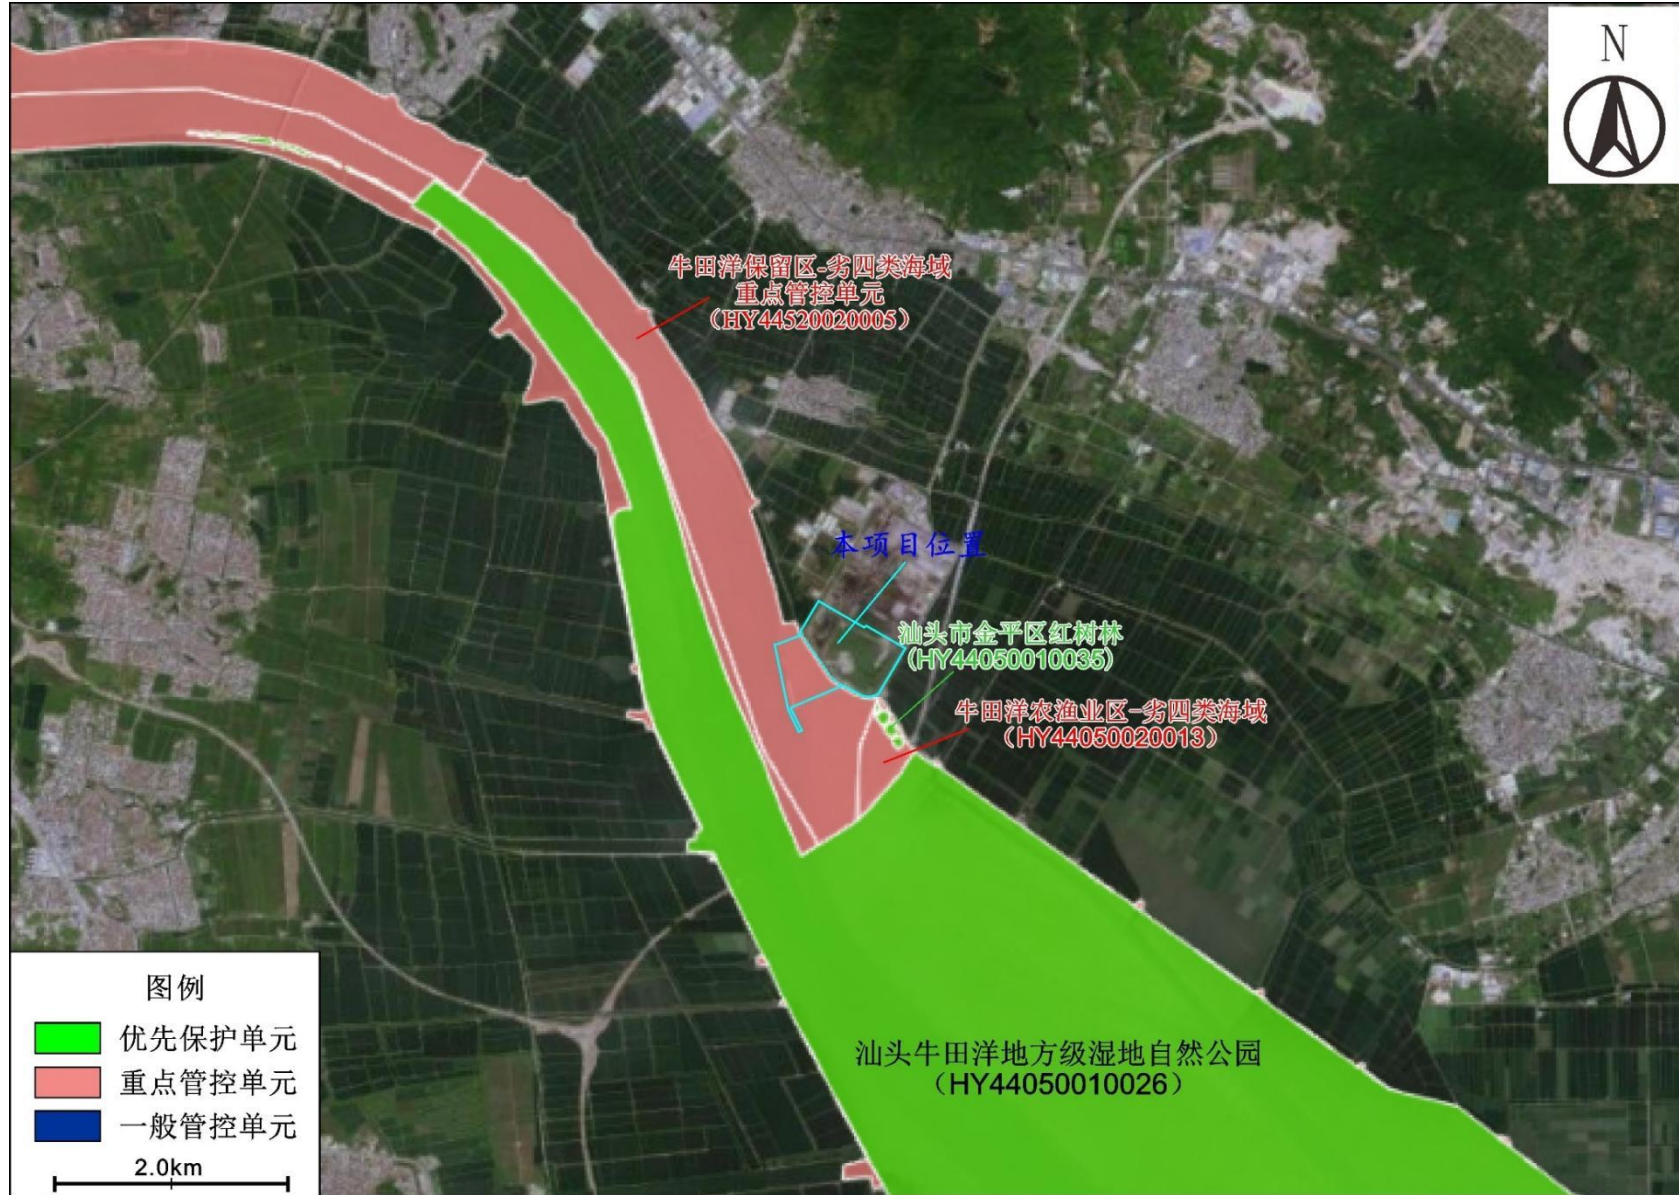 N
牛田洋保留区-劣四类海域
重点管控单元
（HY44520020005）
本项目位置
汕头市金平区红树林
（HY44050010035）
牛田洋农渔业区-劣四类海域
（HY44050020013）
汕头牛田洋地方级湿地自然公园
（HY44050010026）
图例
优先保护单元
重点管控单元
一般管控单元
2.0km